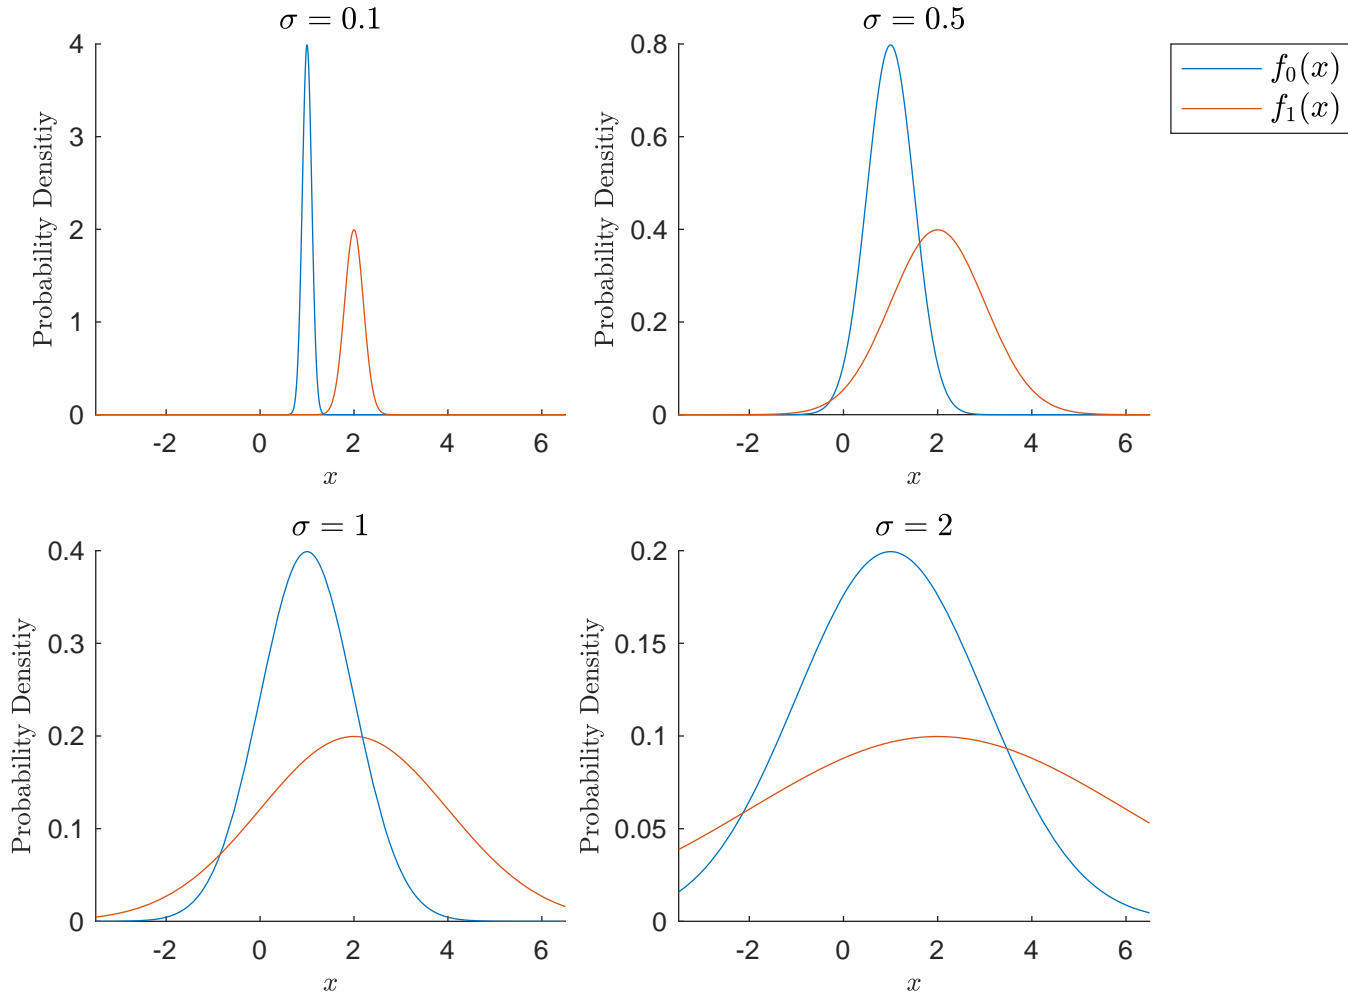 σ = 0.1
4
3
2
1
0
-2 0 2 4 6
Probability Densitiy
x
σ = 0.5
0.8
0.6
0.4
0.2
0
-2 0 2 4 6
Probability Densitiy
x
f₀(x)
f₁(x)
σ = 1
0.4
0.3
0.2
0.1
0
-2 0 2 4 6
Probability Densitiy
x
σ = 2
0.2
0.15
0.1
0.05
0
-2 0 2 4 6
Probability Densitiy
x